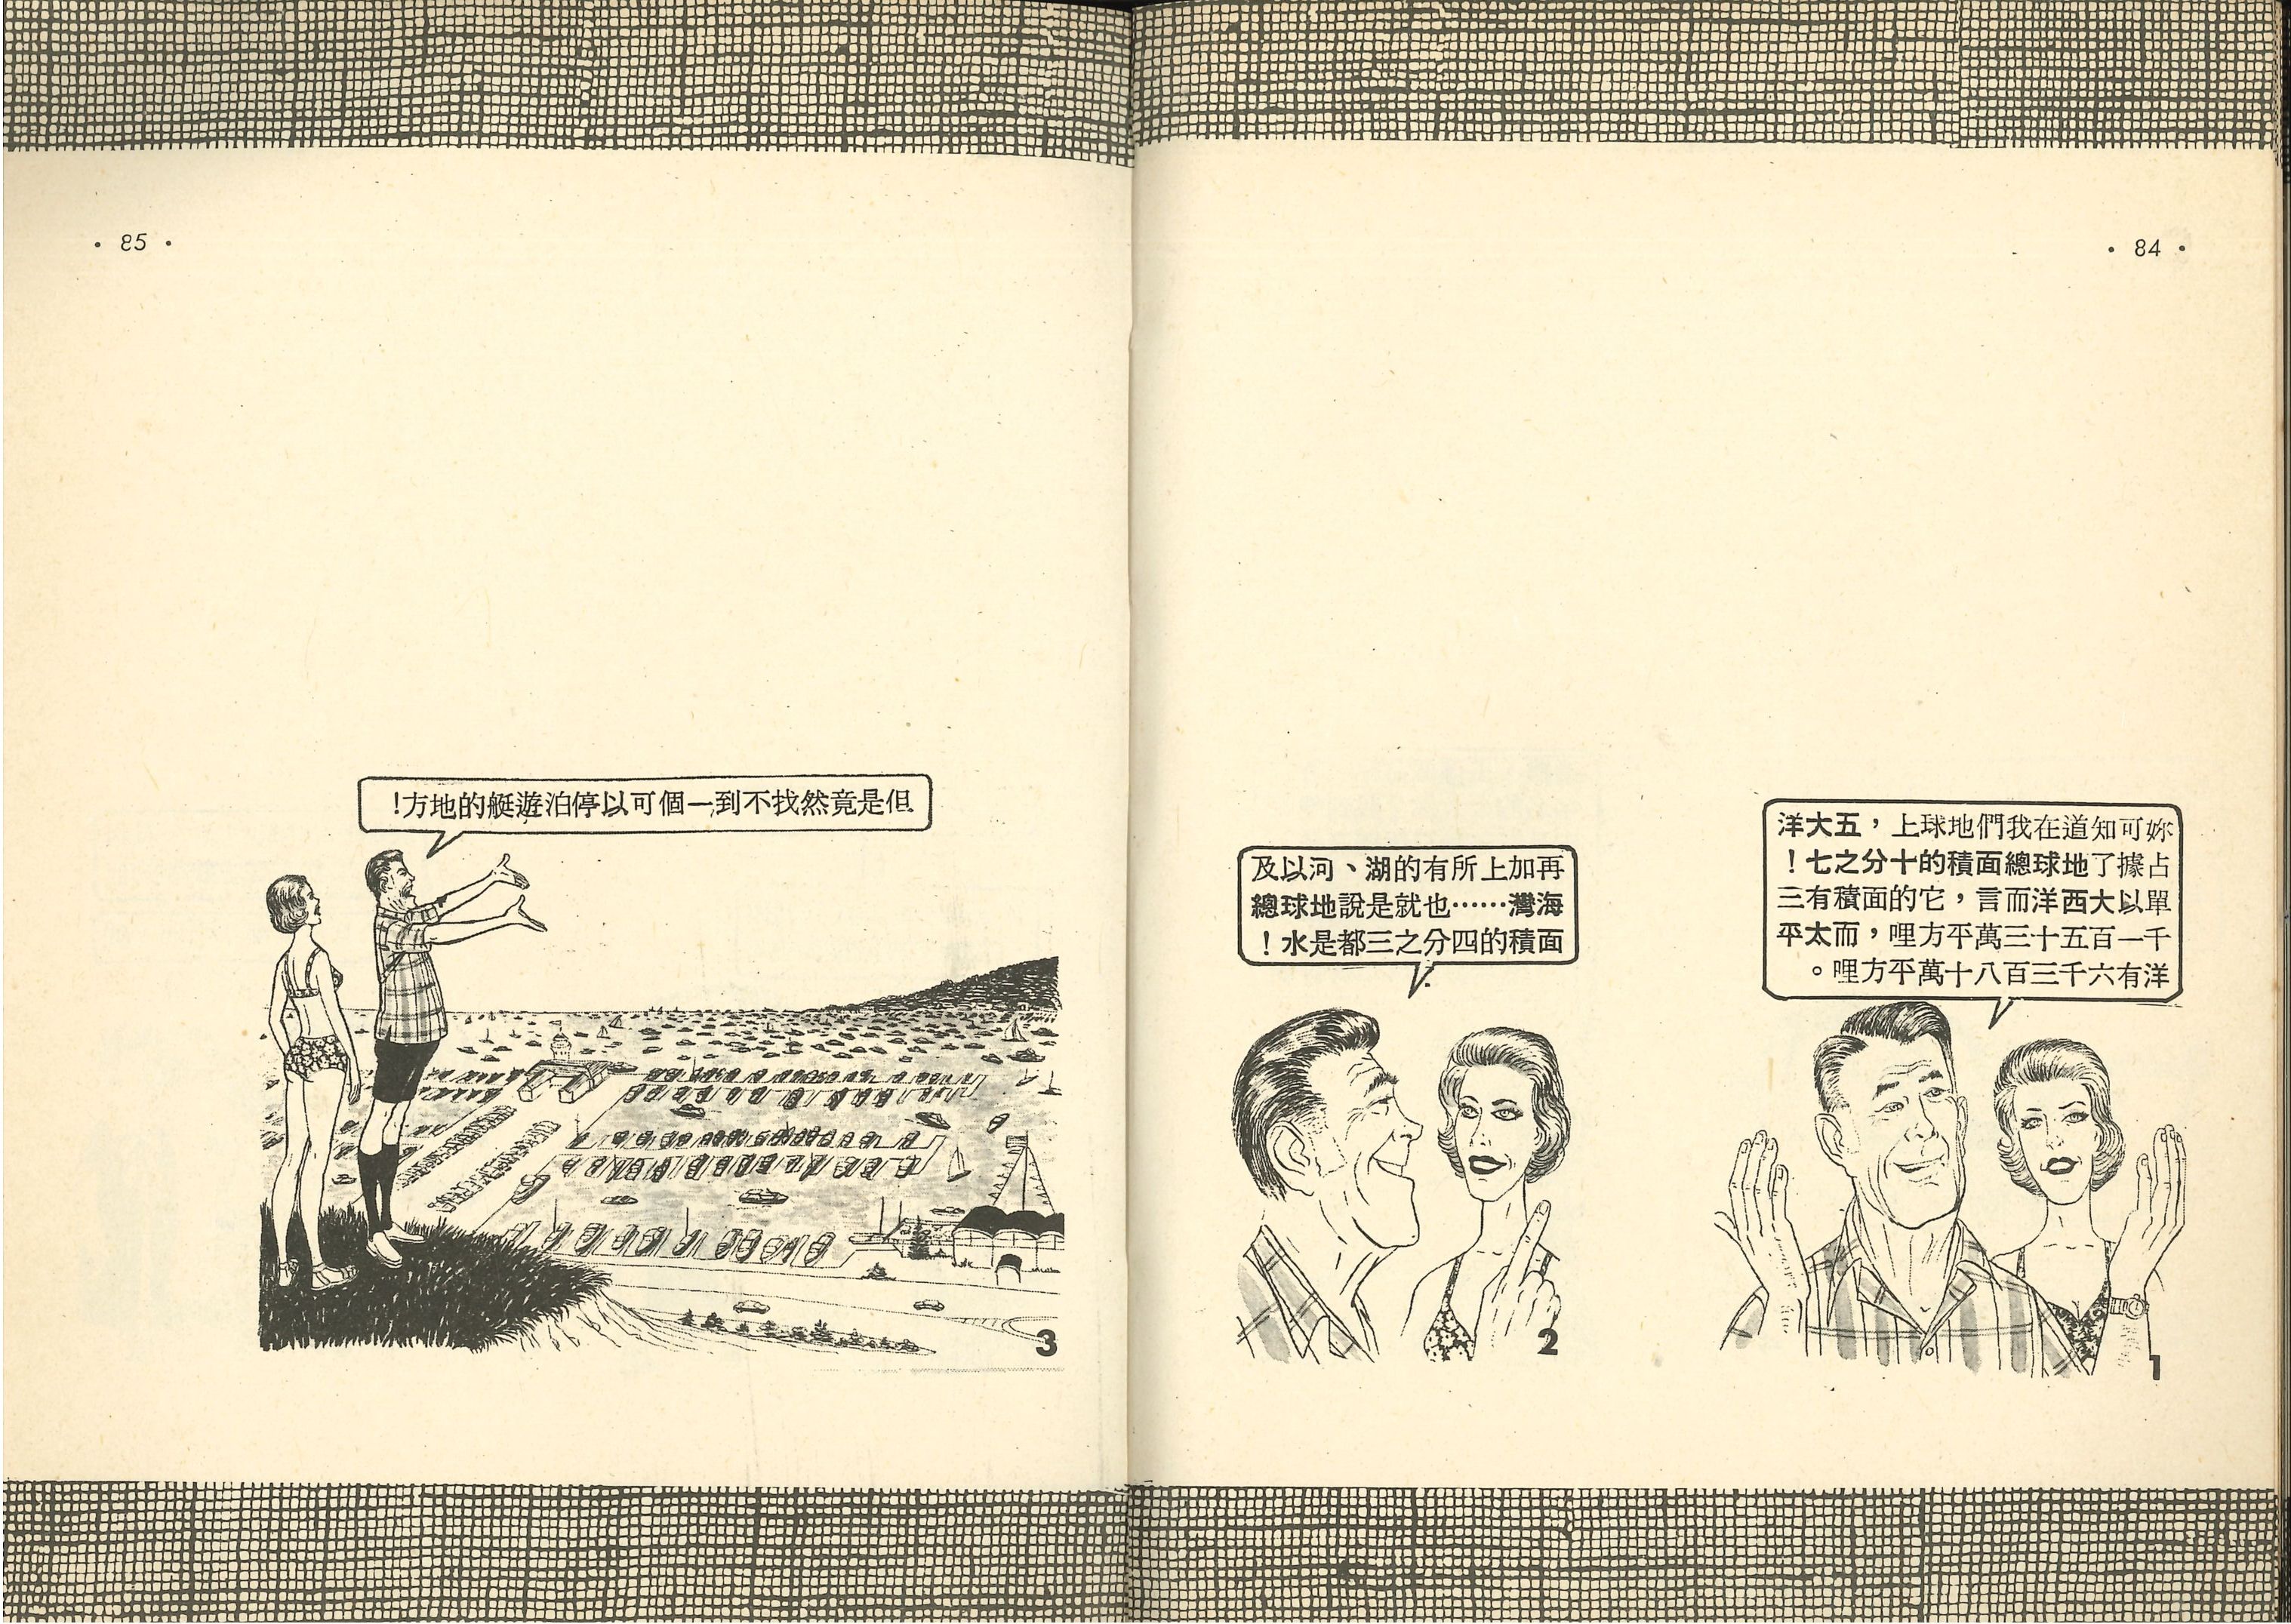 • 84 •
妳可知道在我們地球上，五大洋
占據了地球總面積的十分之七！
單以大西洋而言，它的面積有三
千一百五十三萬平方哩，而太平
洋有六千三百八十萬平方哩。
1
再加上所有的湖、河以及
海灣……也就是說地球總
面積的四分之三都是水！
2
• 85 •
但是竟然找不到一個可以停泊遊艇的地方！
3